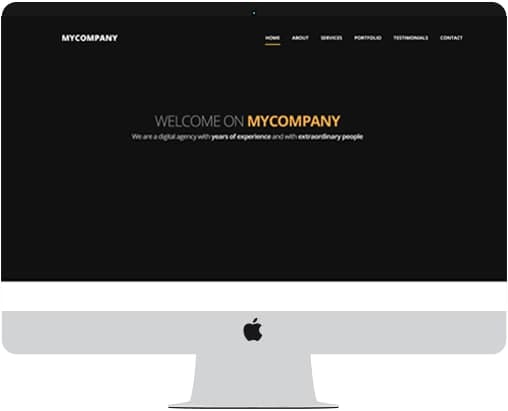 MYCOMPANY
HOME ABOUT SERVICES PORTFOLIO TESTIMONIALS CONTACT
WELCOME ON MYCOMPANY
We are a digital agency with years of experience and with extraordinary people